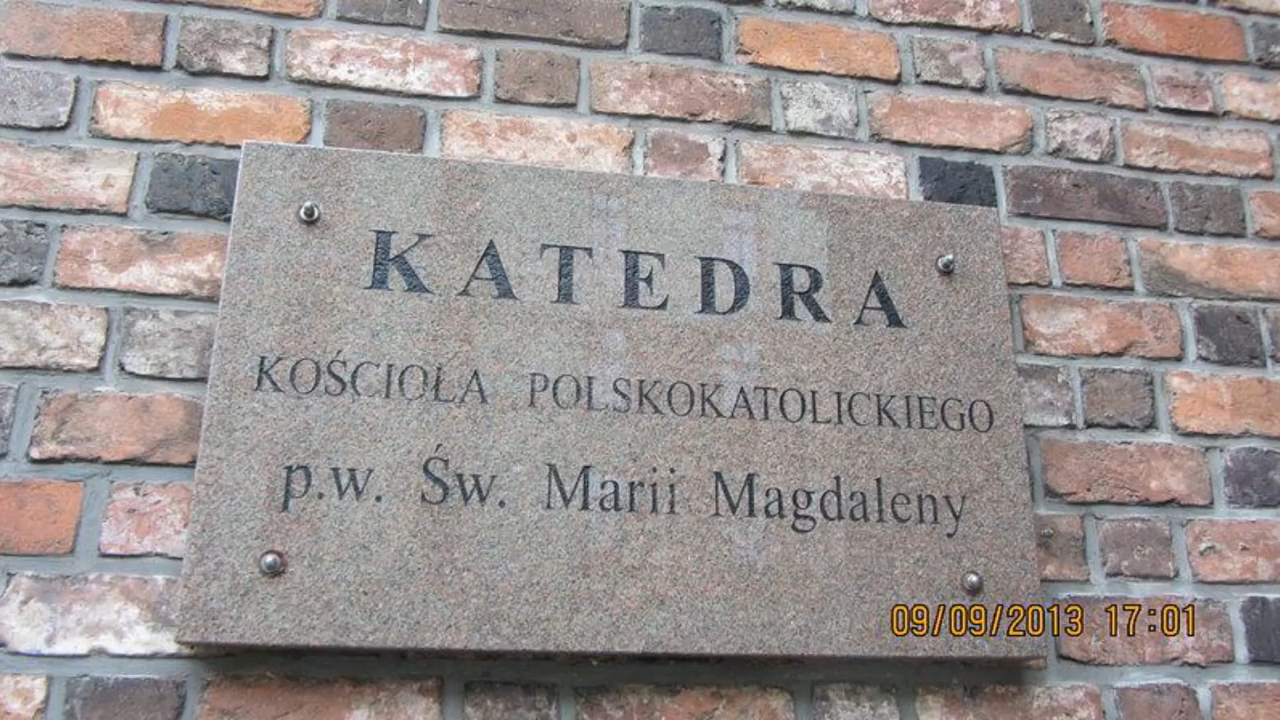 KATEDRA
KOŚCIOŁA POLSKOKATOLICKIEGO
p.w. Św. Marii Magdaleny
09/09/2013 17:01